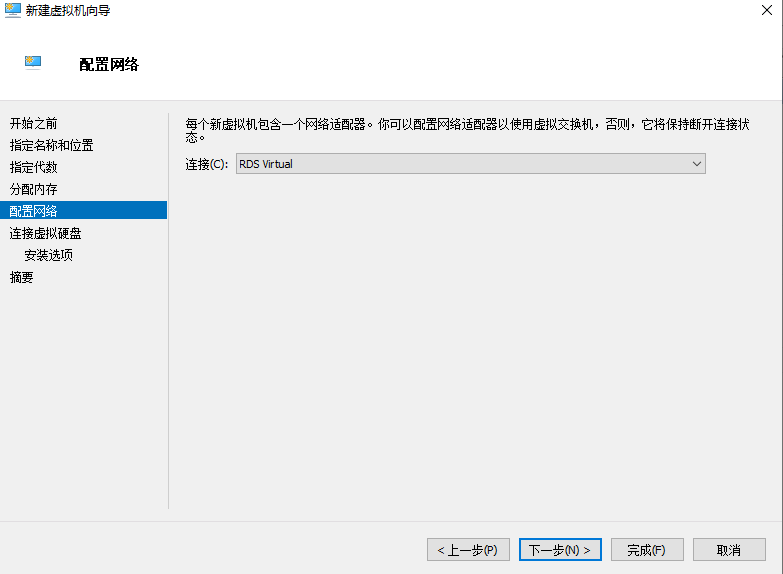 新建虚拟机向导
配置网络
开始之前
指定名称和位置
指定代数
分配内存
配置网络
连接虚拟硬盘
安装选项
摘要
每个新虚拟机包含一个网络适配器。你可以配置网络适配器以使用虚拟交换机，否则，它将保持断开连接状
态。
连接(C): RDS Virtual
< 上一步(P) 下一步(N) > 完成(F) 取消